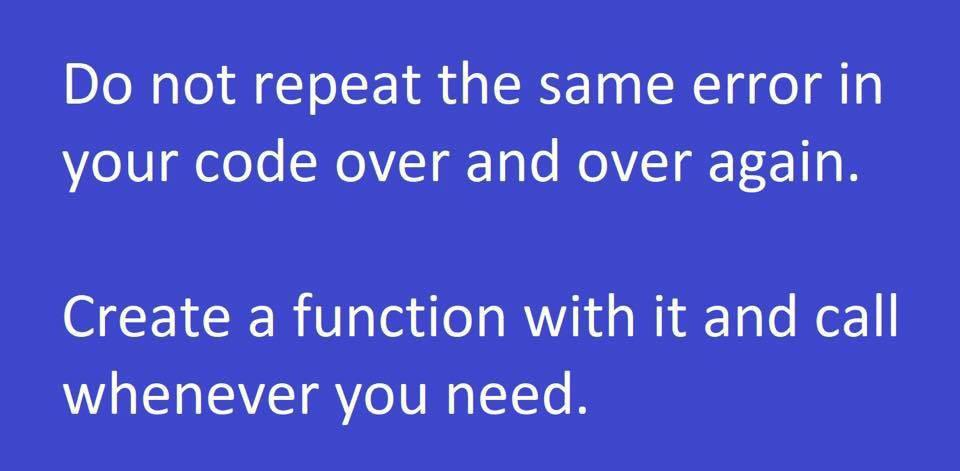 Do not repeat the same error in
your code over and over again.
Create a function with it and call
whenever you need.